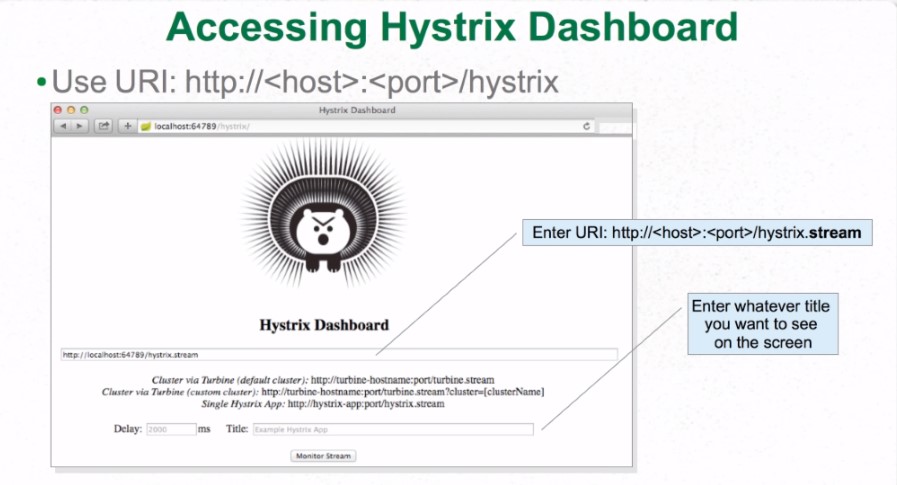 Accessing Hystrix Dashboard
•Use URI: http://<host>:<port>/hystrix
Hystrix Dashboard
localhost:64789/hystrix/
Enter URI: http://<host>:<port>/hystrix.stream
Enter whatever title
you want to see
on the screen
Hystrix Dashboard
http://localhost:64789/hystrix.stream
Cluster via Turbine (default cluster): http://turbine-hostname:port/turbine.stream
Cluster via Turbine (custom cluster): http://turbine-hostname:port/turbine.stream?cluster=[clusterName]
Single Hystrix App: http://hystrix-app:port/hystrix.stream
Delay: 2000 ms Title: Example Hystrix App
Monitor Stream